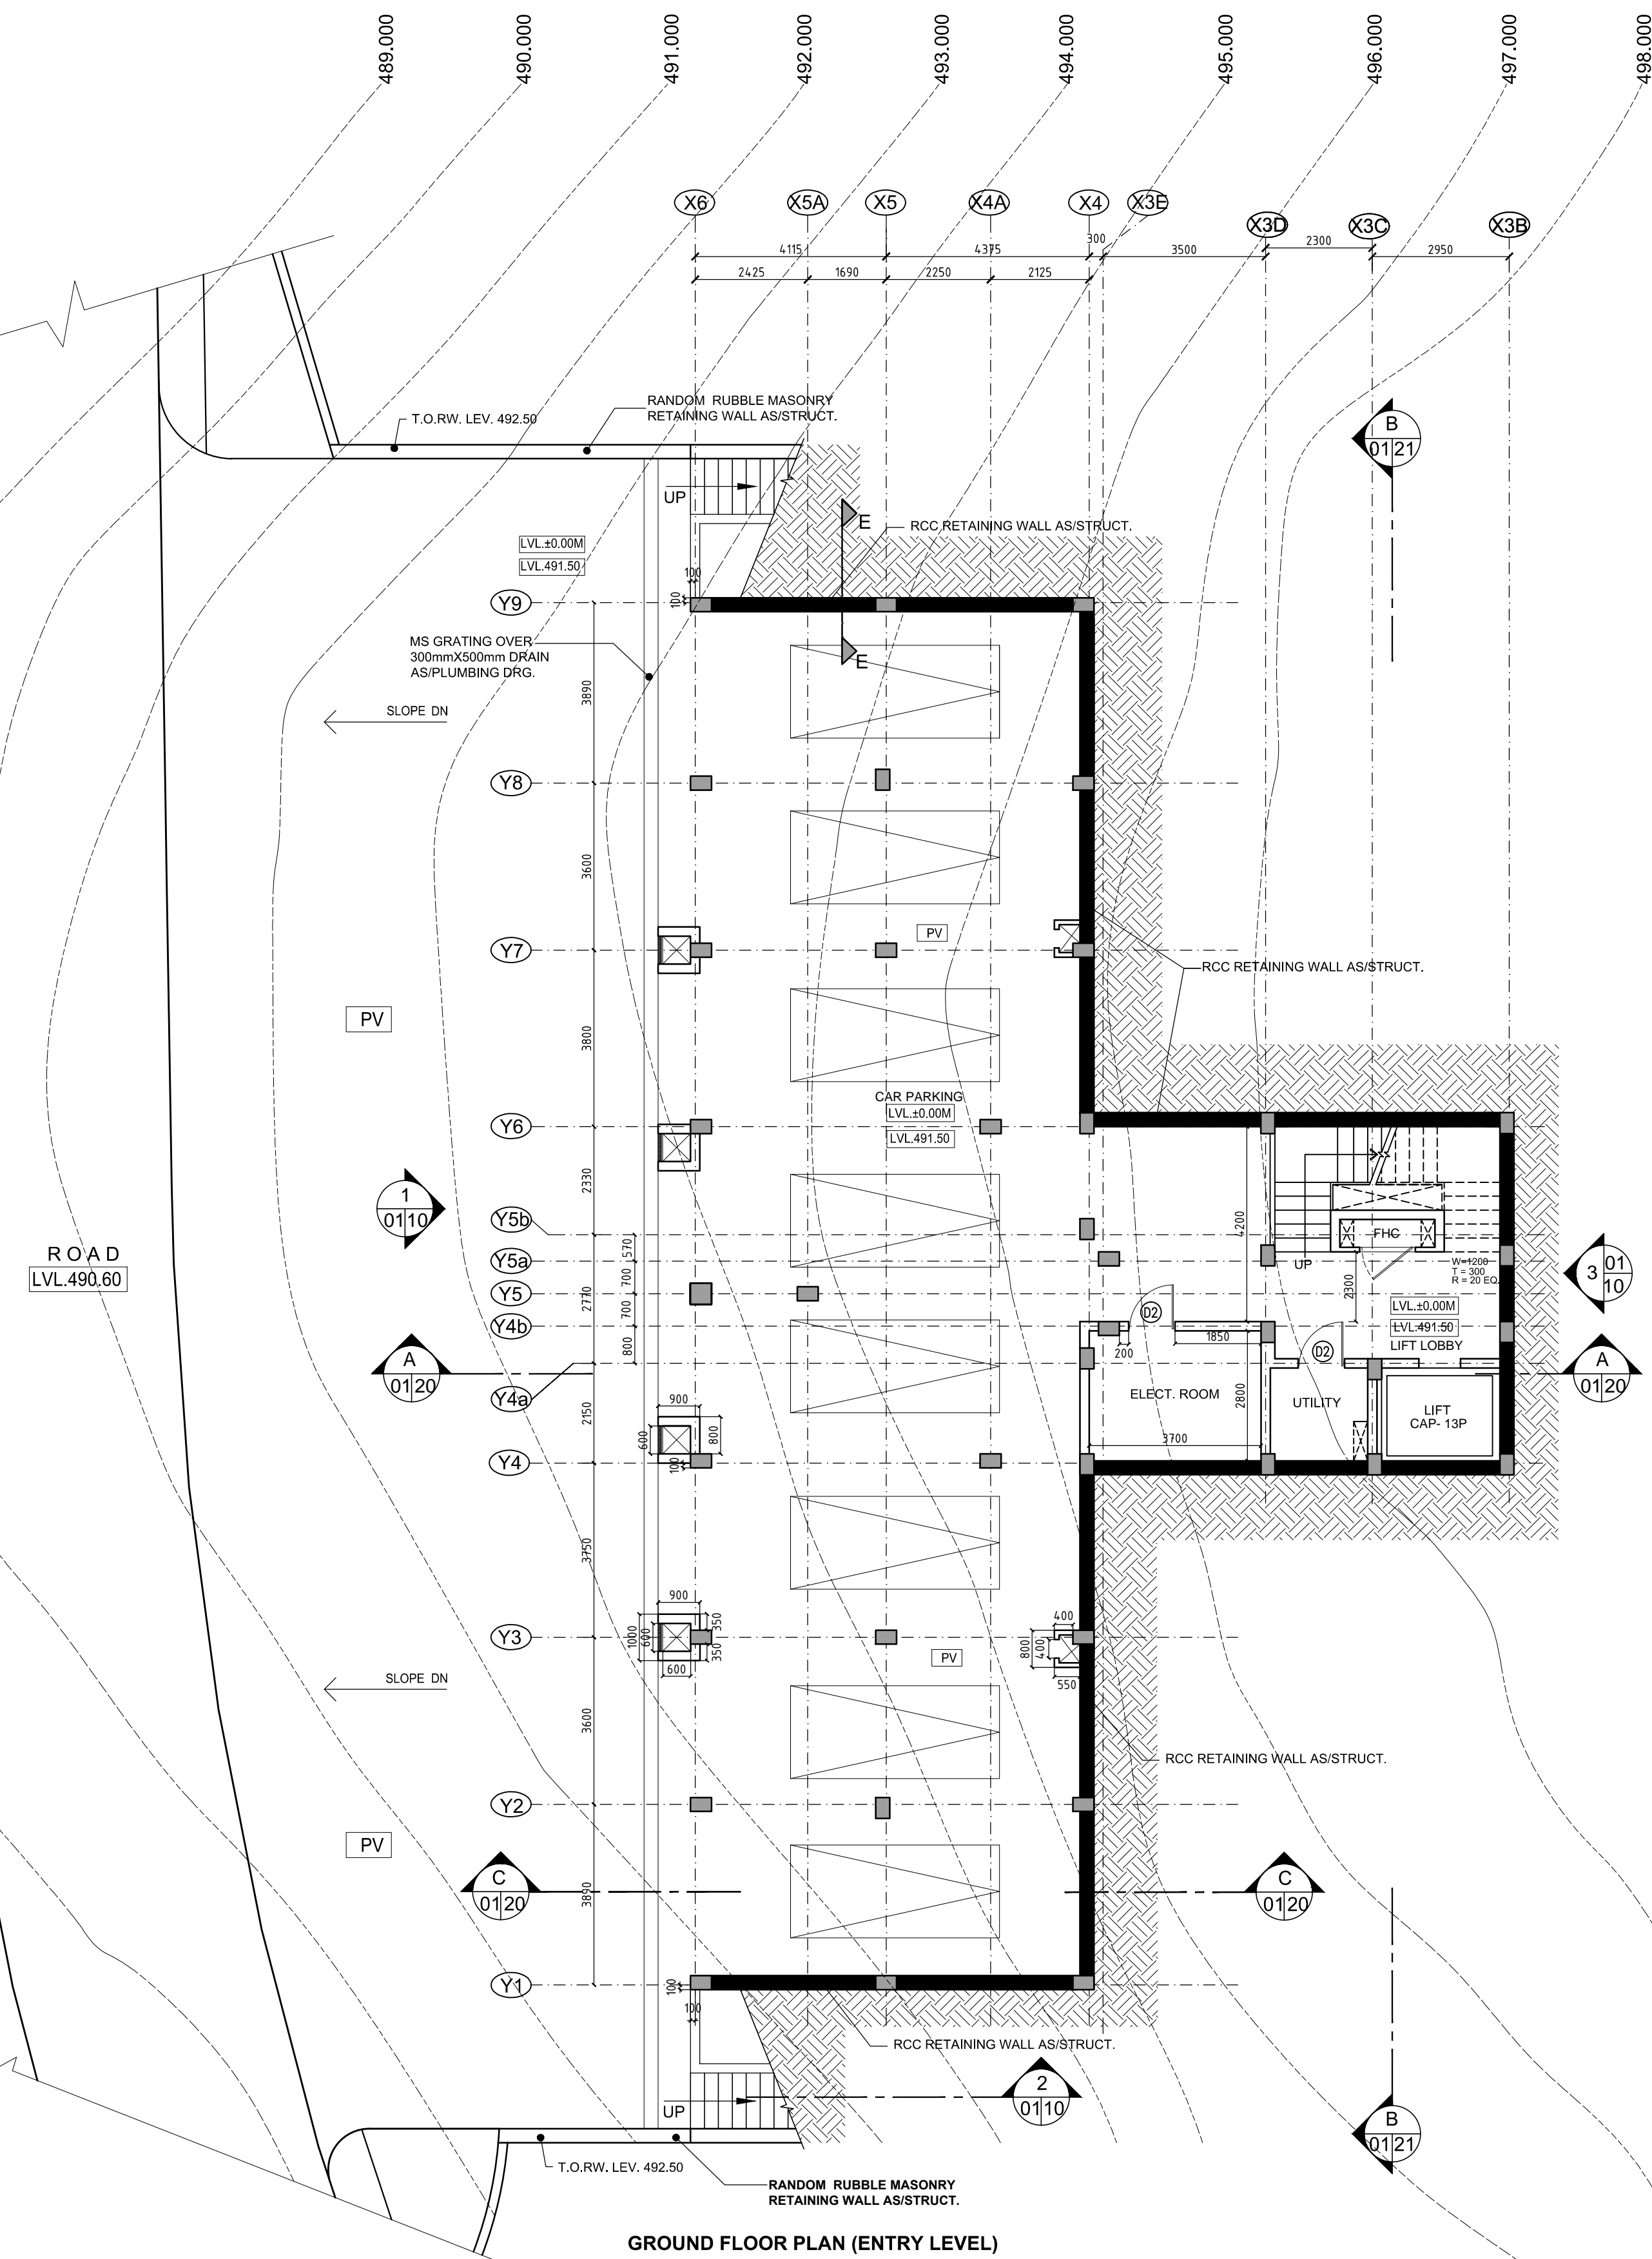 489.000
490.000
491.000
492.000
493.000
494.000
495.000
496.000
497.000
498.000
X6
X5A
X5
X4A
X4
X3E
X3D
X3C
X3B
4115
4375
300
3500
2300
2950
2425
1690
2250
2125
T.O.RW. LEV. 492.50
RANDOM RUBBLE MASONRY
RETAINING WALL AS/STRUCT.
B
01 21
UP
E
RCC RETAINING WALL AS/STRUCT.
LVL.±0.00M
LVL.491.50
100
100
Y9
MS GRATING OVER
300mmX500mm DRAIN
AS/PLUMBING DRG.
E
3890
SLOPE DN
Y8
3600
PV
Y7
RCC RETAINING WALL AS/STRUCT.
PV
3800
CAR PARKING
LVL.±0.00M
LVL.491.50
Y6
2330
1
01 10
Y5b
4200
FHC
ROAD
LVL.490.60
570
Y5a
UP
W=1200
T = 300
R = 20 EQ.
3
01
10
700
2770
Y5
2300
D2
LVL.±0.00M
LVL.491.50
LIFT LOBBY
700
Y4b
1850
200
D2
800
A
01 20
A
01 20
Y4a
900
ELECT. ROOM
2800
UTILITY
LIFT
CAP- 13P
2150
600
800
3700
Y4
100
3750
900
400
Y3
1000
600
350
350
600
800
400
550
PV
SLOPE DN
3600
RCC RETAINING WALL AS/STRUCT.
Y2
PV
C
01 20
C
01 20
3890
Y1
100
100
RCC RETAINING WALL AS/STRUCT.
2
01 10
UP
B
01 21
T.O.RW. LEV. 492.50
RANDOM RUBBLE MASONRY
RETAINING WALL AS/STRUCT.
GROUND FLOOR PLAN (ENTRY LEVEL)